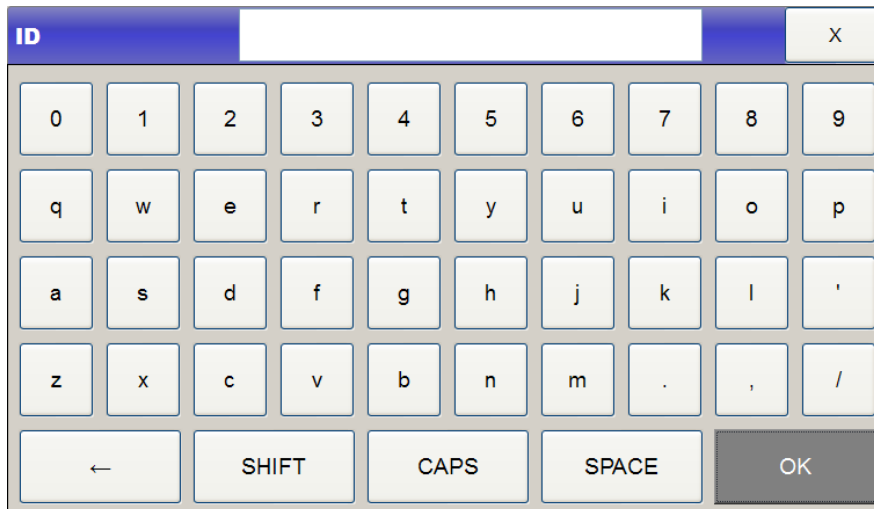 ID X
0 1 2 3 4 5 6 7 8 9
q w e r t y u i o p
a s d f g h j k l '
z x c v b n m . , /
← SHIFT CAPS SPACE OK